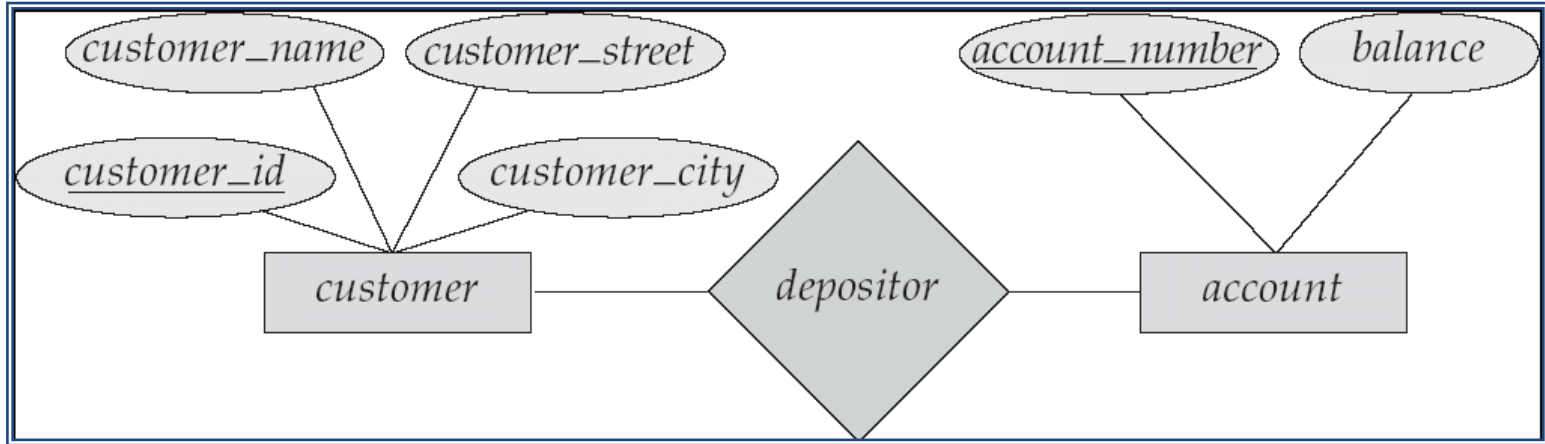 customer_name
customer_street
account_number
balance
customer_id
customer_city
customer
depositor
account